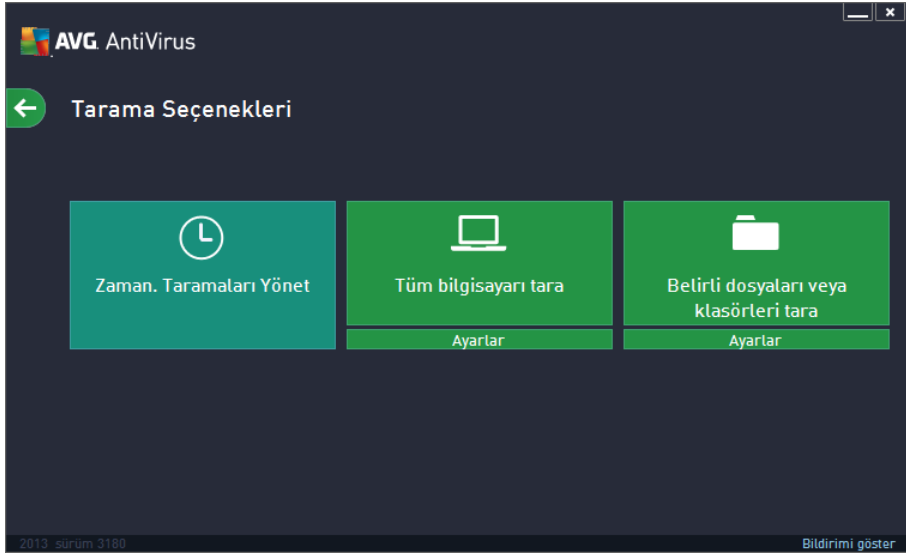 AVG. AntiVirus
Tarama Seçenekleri
Zaman. Taramaları Yönet
Tüm bilgisayarı tara
Ayarlar
Belirli dosyaları veya
klasörleri tara
Ayarlar
2013 sürüm 3180
Bildirimi göster